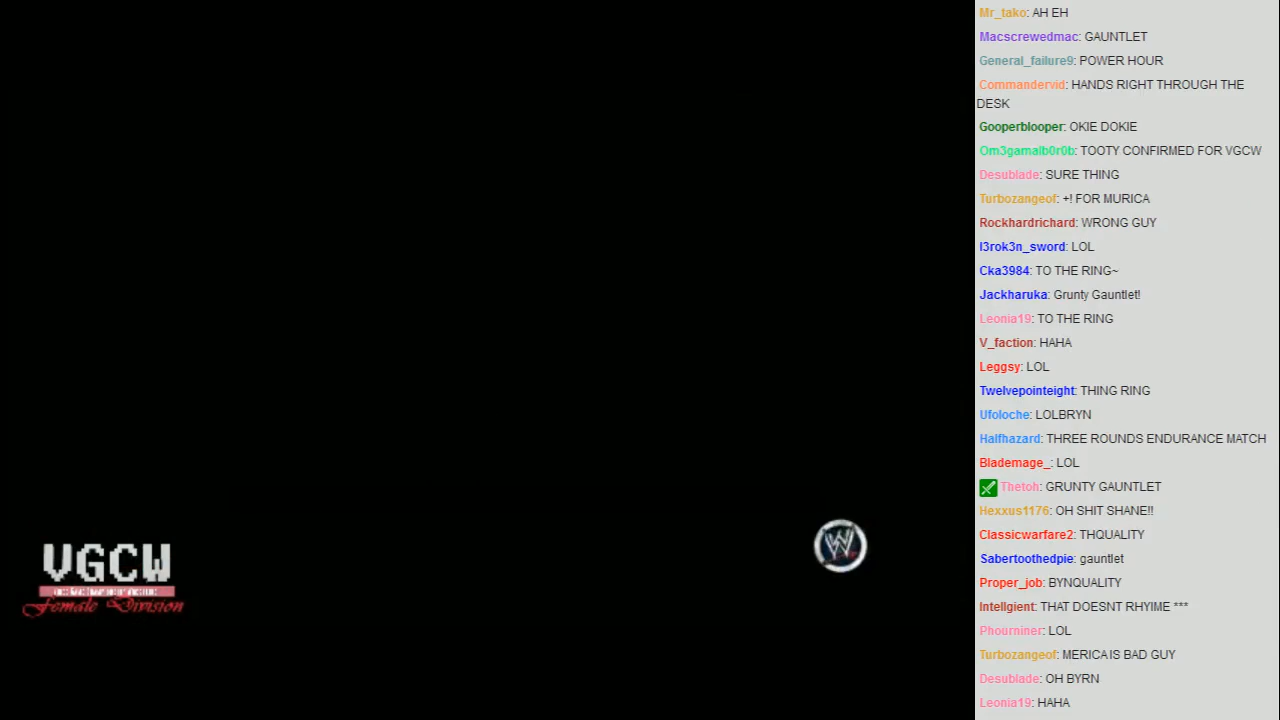 Mr_tako: AH EH
Macscrewedmac: GAUNTLET
General_failure9: POWER HOUR
Commandervid: HANDS RIGHT THROUGH THE
DESK
Gooperblooper: OKIE DOKIE
Om3gamalb0r0b: TOOTY CONFIRMED FOR VGCW
Desublade: SURE THING
Turbozangeof: +! FOR MURICA
Rockhardrichard: WRONG GUY
l3rok3n_sword: LOL
Cka3984: TO THE RING~
Jackharuka: Grunty Gauntlet!
Leonia19: TO THE RING
V_faction: HAHA
Leggsy: LOL
Twelvepointeight: THING RING
Ufoloche: LOLBRYN
Halfhazard: THREE ROUNDS ENDURANCE MATCH
Blademage_: LOL
Thetoh: GRUNTY GAUNTLET
Hexxus1176: OH SHIT SHANE!!
Classicwarfare2: THQUALITY
Sabertoothedpie: gauntlet
Proper_job: BYNQUALITY
Intellgient: THAT DOESNT RHYIME ***
Phourniner: LOL
Turbozangeof: MERICA IS BAD GUY
Desublade: OH BYRN
Leonia19: HAHA
VGCW
Female Division
W